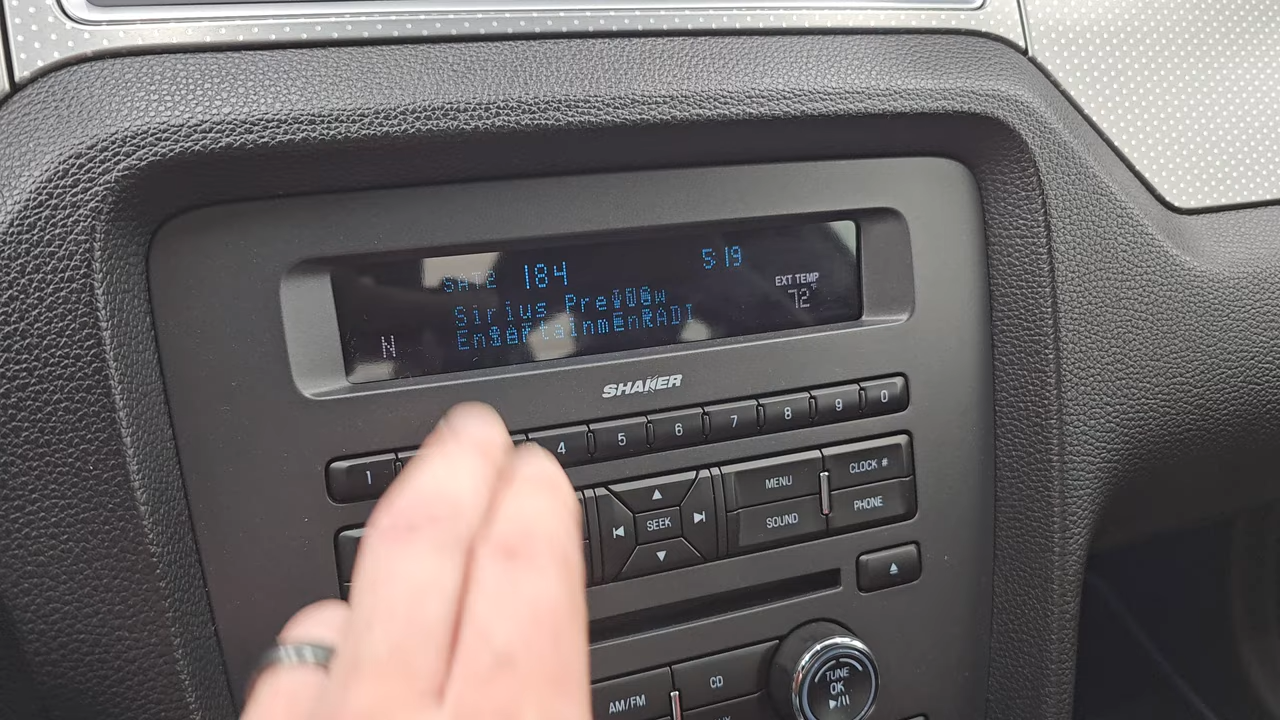 SAT2 184 5:19
EXT TEMP
72°F
Sirius
N
SHAKER
1 4 5 6 7 8 9 0
MENU CLOCK #
SEEK
SOUND PHONE
TUNE
CD
OK
AM/FM